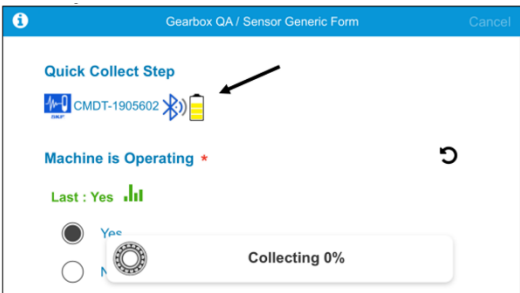 Gearbox QA / Sensor Generic Form
Cancel
Quick Collect Step
CMDT-1905602
Machine is Operating *
Last : Yes
Yes
Collecting 0%